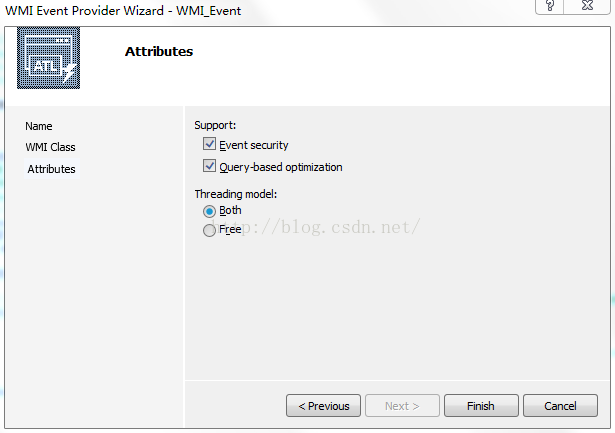 WMI Event Provider Wizard - WMI_Event
?
ATL
Attributes
Name
WMI Class
Attributes
Support:
Event security
Query-based optimization
Threading model:
Both
http://blog.csdn.net/
Free
< Previous
Next >
Finish
Cancel